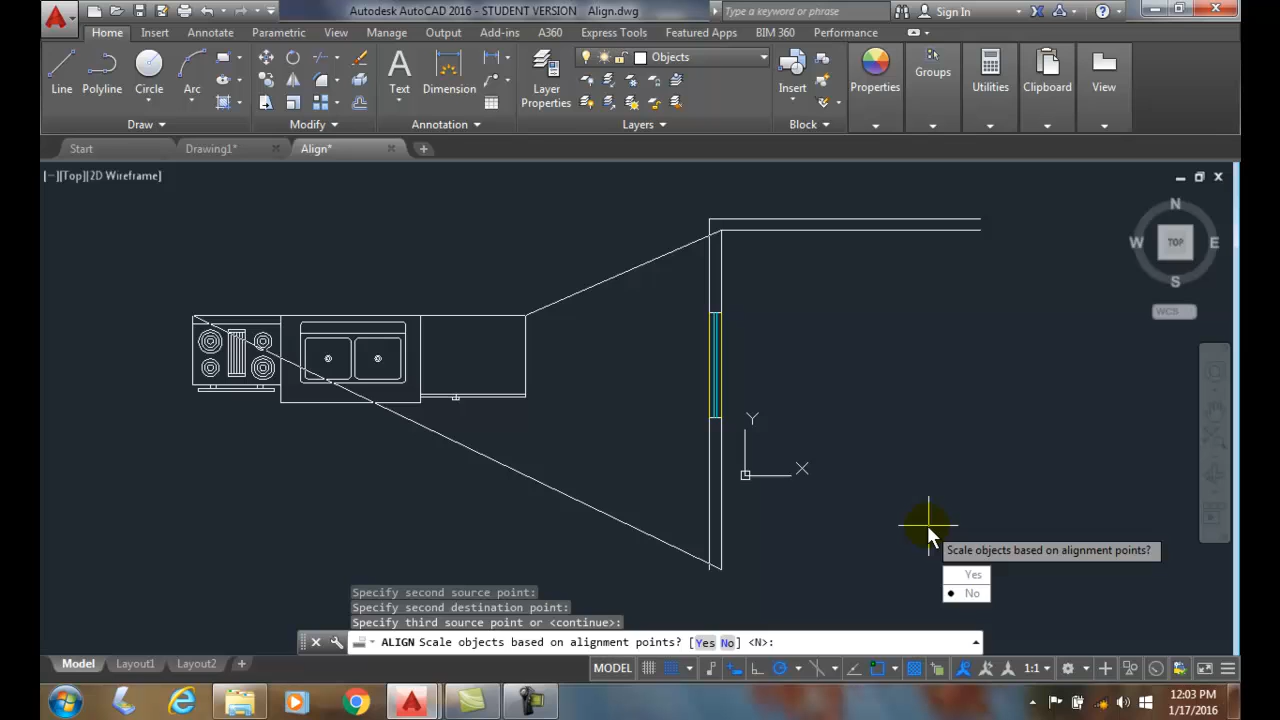 Autodesk AutoCAD 2016 - STUDENT VERSION Align.dwg
Type a keyword or phrase
Sign In
Home Insert Annotate Parametric View Manage Output Add-ins A360 Express Tools Featured Apps BIM 360 Performance
Objects
Line Polyline Circle Arc
Text Dimension
Layer Properties
Insert
Properties
Groups
Utilities
Clipboard
View
Draw Modify Annotation Layers Block
Start Drawing1* Align*
[−][Top][2D Wireframe]
N
W TOP E
S
WCS
Y
X
Scale objects based on alignment points?
Yes
No
Specify second source point:
Specify second destination point:
Specify third source point or <continue>:
ALIGN Scale objects based on alignment points? [Yes No] <N>:
Model Layout1 Layout2
MODEL
1:1
12:03 PM
1/17/2016